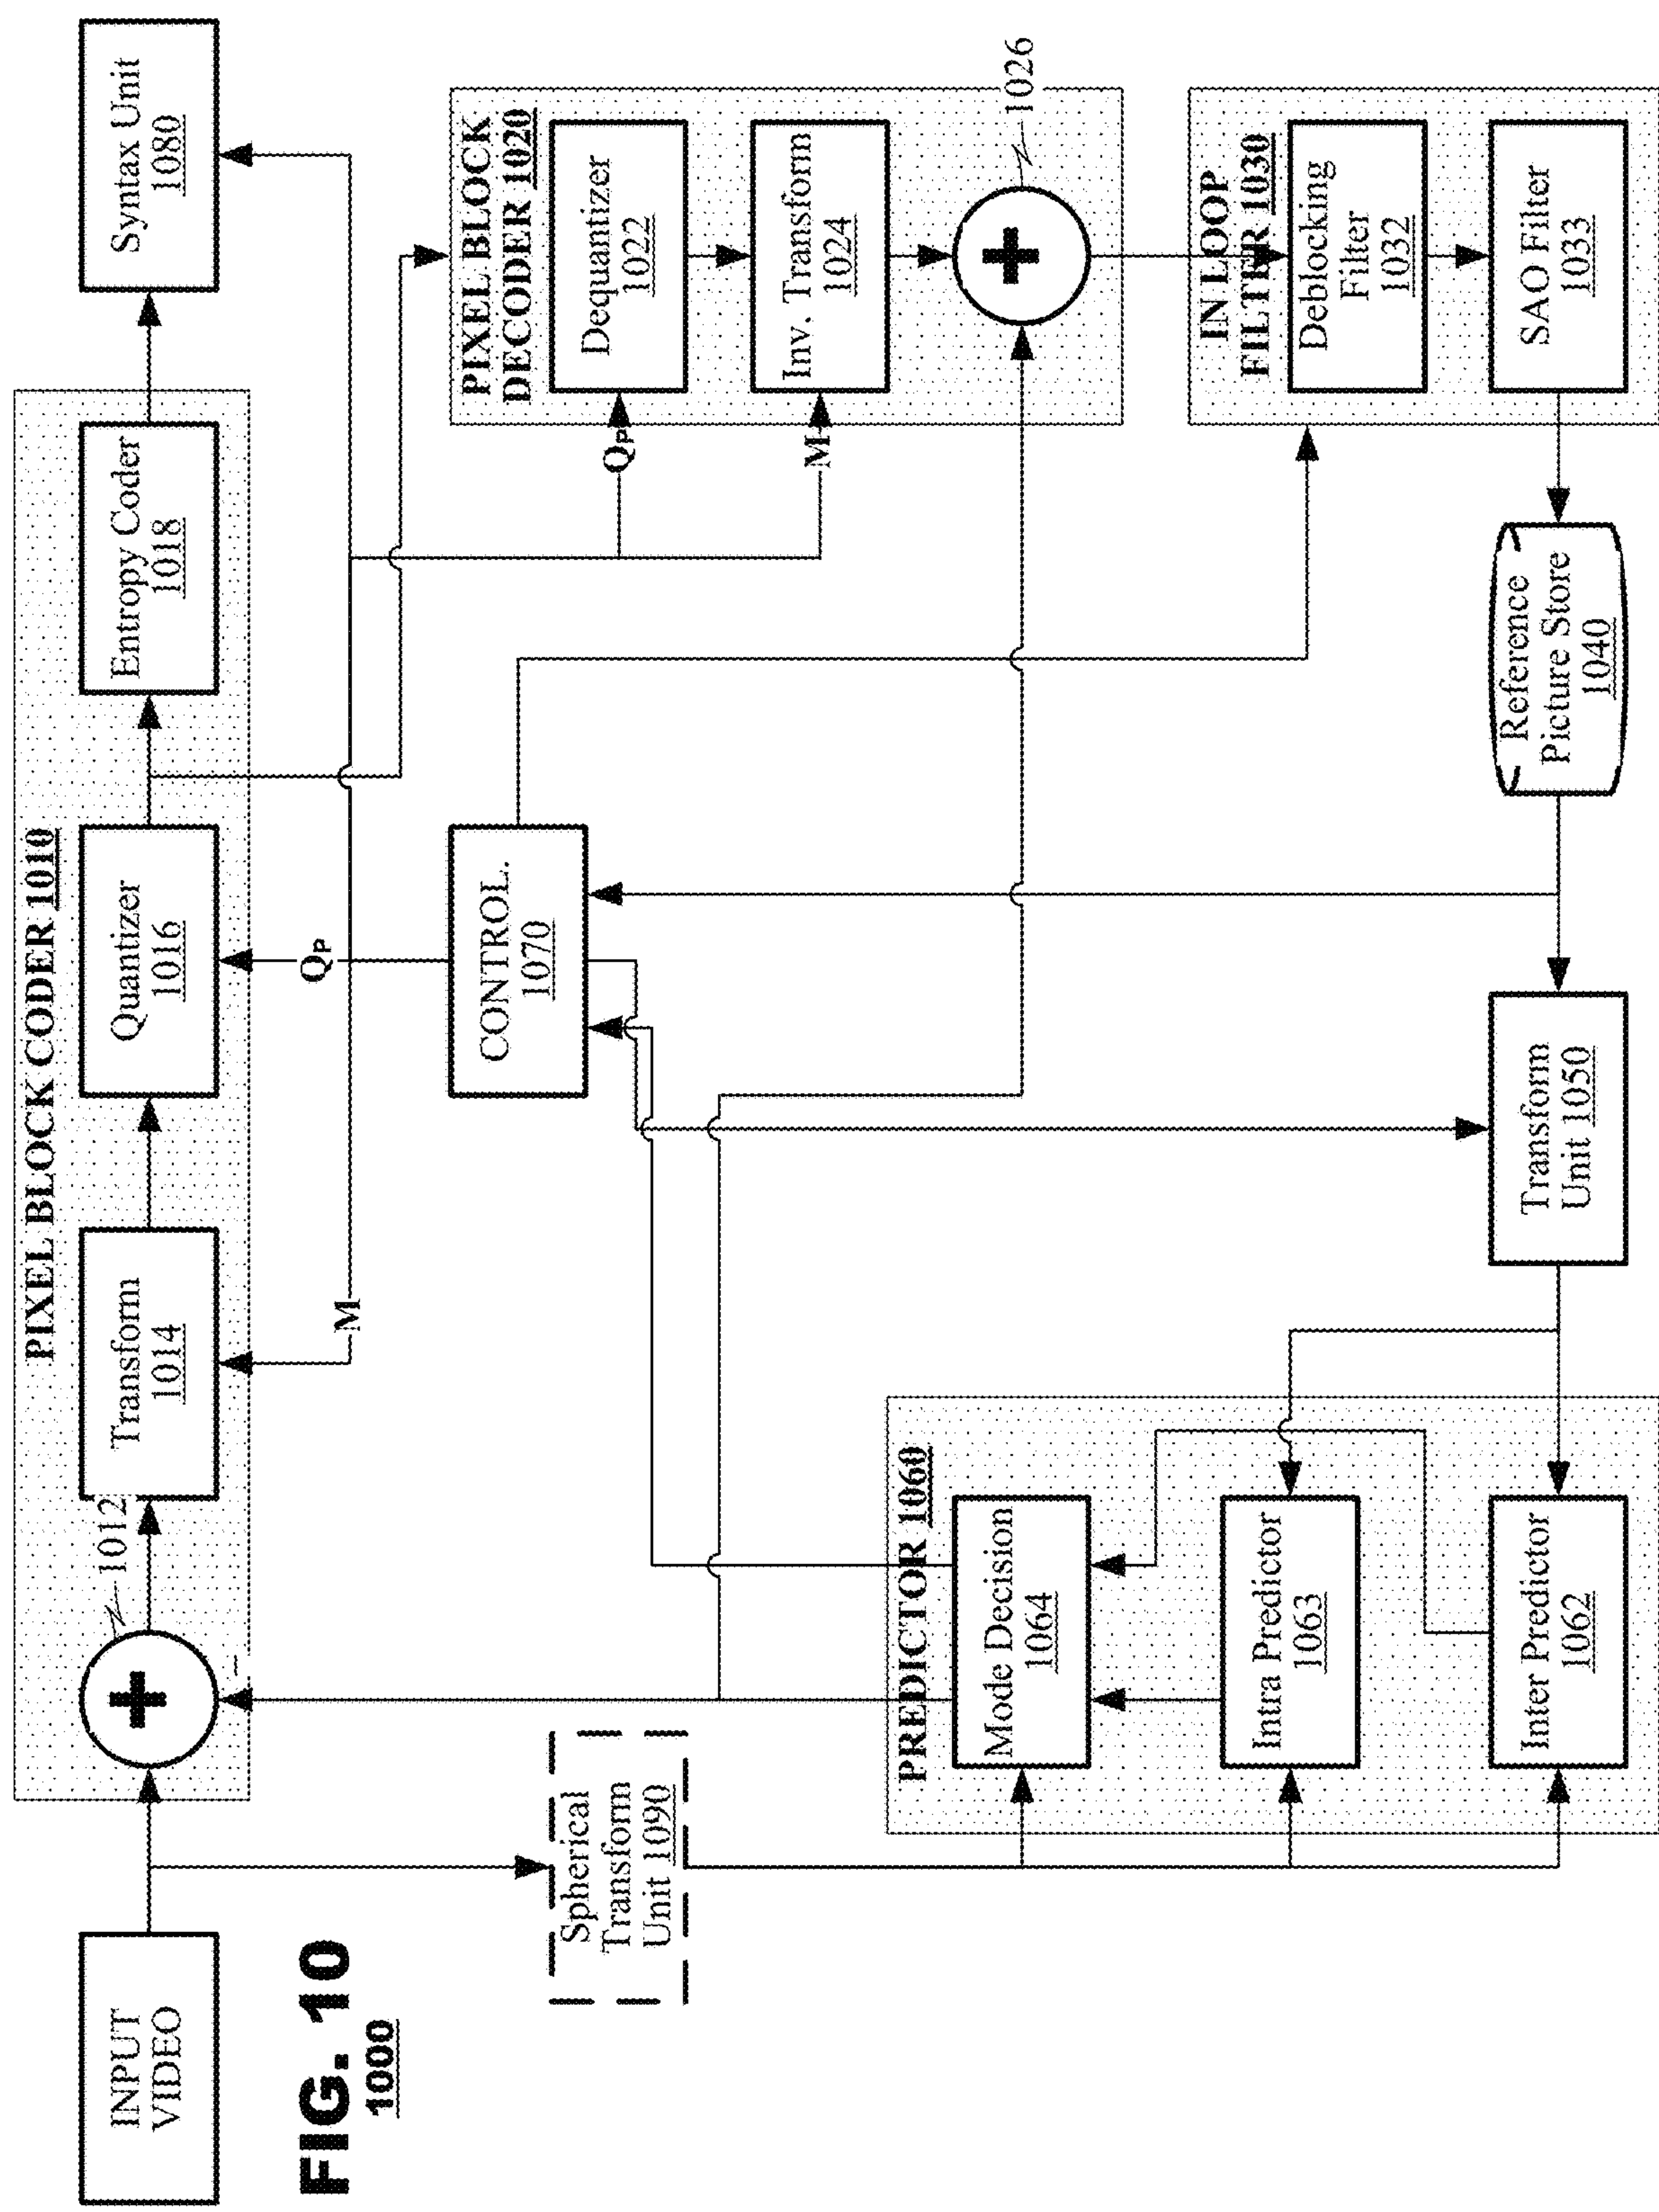 PIXEL BLOCK CODER 1010
INPUT
VIDEO
1012
–
Transform
1014
Quantizer
1016
Entropy Coder
1018
Syntax Unit
1080
M
QP
FIG. 10
1000
CONTROL.
1070
PIXEL BLOCK
DECODER 1020
QP
Dequantizer
1022
M
Inv. Transform
1024
1026
Spherical
Transform
Unit 1090
PREDICTOR 1060
Mode Decision
1064
Intra Predictor
1063
Inter Predictor
1062
Transform
Unit 1050
Reference
Picture Store
1040
IN LOOP
FILTER 1030
Deblocking
Filter
1032
SAO Filter
1033